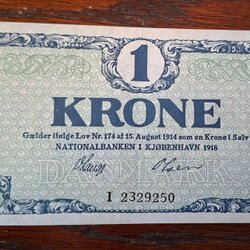 1
KRONE
Gælder ifølge Lov Nr. 174 af 15. August 1914 som en Krone i Sølv
NATIONALBANKEN I KJØBENHAVN 1918
DANMARK
I 2329250